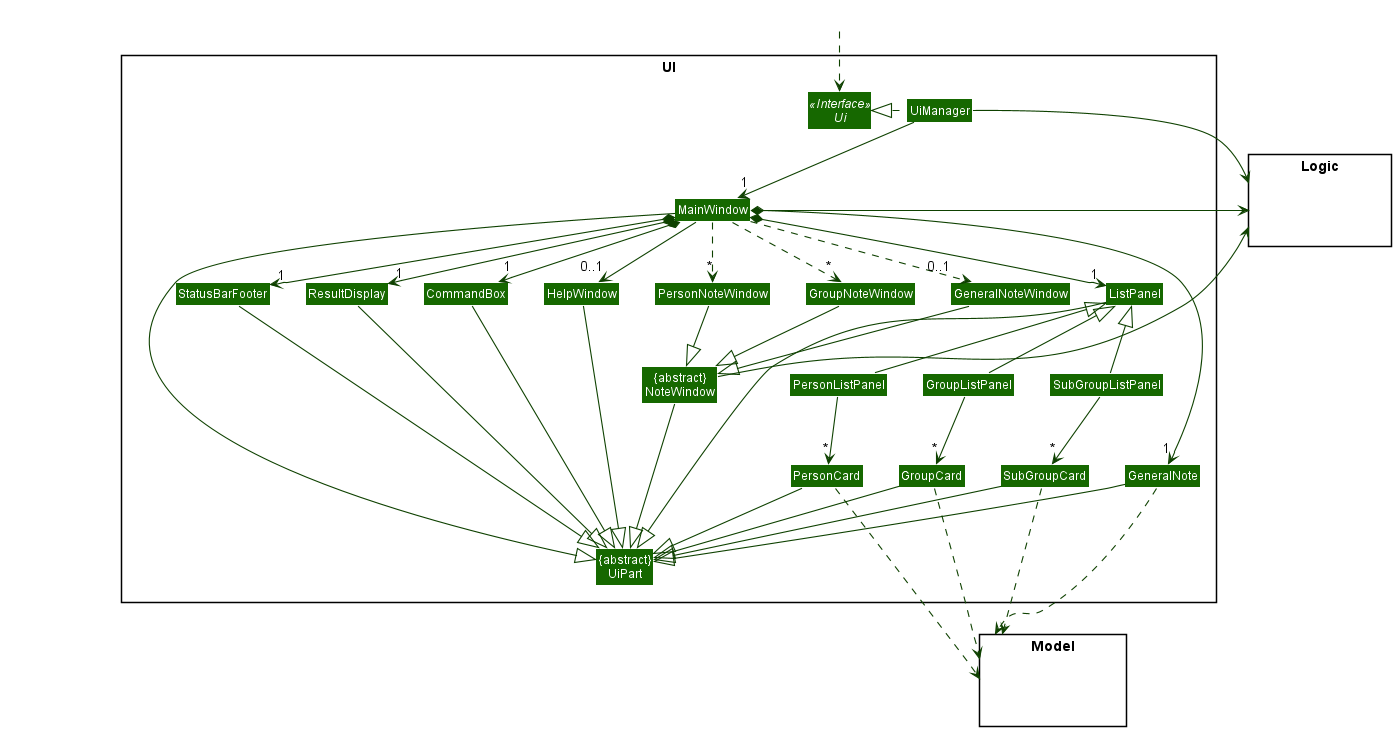 UI
«Interface»
Ui
UiManager
Logic
1
MainWindow
1
1
1
0..1
*
*
0..1
1
StatusBarFooter
ResultDisplay
CommandBox
HelpWindow
PersonNoteWindow
GroupNoteWindow
GeneralNoteWindow
ListPanel
{abstract}
NoteWindow
PersonListPanel
GroupListPanel
SubGroupListPanel
*
*
*
1
PersonCard
GroupCard
SubGroupCard
GeneralNote
{abstract}
UiPart
Model